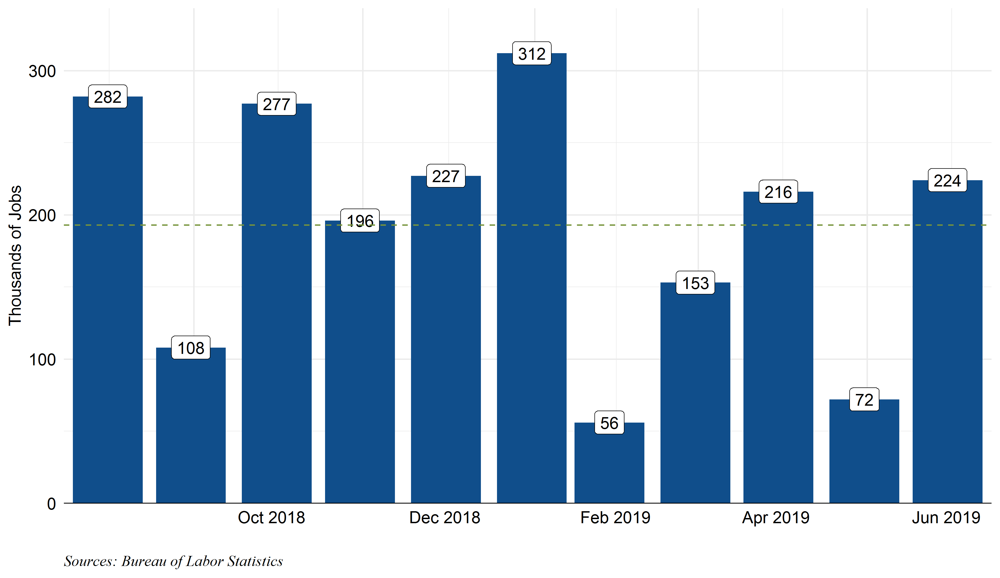 Thousands of Jobs
300
200
100
0
282
108
277
196
227
312
56
153
216
72
224
Oct 2018
Dec 2018
Feb 2019
Apr 2019
Jun 2019
Sources: Bureau of Labor Statistics